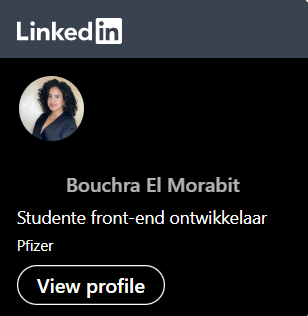 LinkedIn
Bouchra El Morabit
Studente front-end ontwikkelaar
Pfizer
View profile